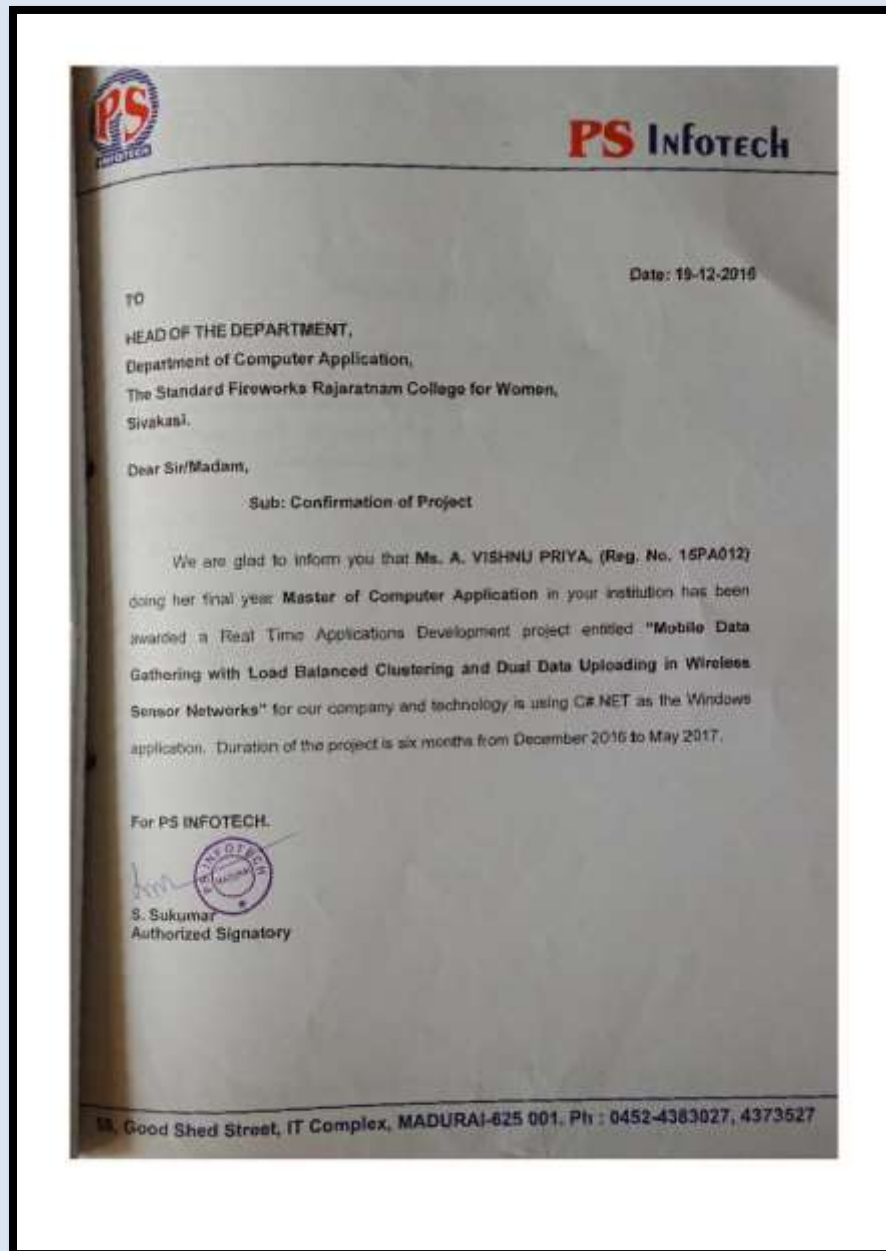 PS
INFOTECH
PS INFOTECH
Date: 19-12-2016
TO
HEAD OF THE DEPARTMENT,
Department of Computer Application,
The Standard Fireworks Rajaratnam College for Women,
Sivakasi.
Dear Sir/Madam,
Sub: Confirmation of Project
We are glad to inform you that Ms. A. VISHNU PRIYA, (Reg. No. 15PA012)
doing her final year Master of Computer Application in your institution has been
awarded a Real Time Applications Development project entitled "Mobile Data
Gathering with Load Balanced Clustering and Dual Data Uploading in Wireless
Sensor Networks" for our company and technology is using C#.NET as the Windows
application. Duration of the project is six months from December 2016 to May 2017.
For PS INFOTECH.
PS INFOTECH
MADURAI
S. Sukumar
Authorized Signatory
Good Shed Street, IT Complex, MADURAI-625 001. Ph : 0452-4383027, 4373527